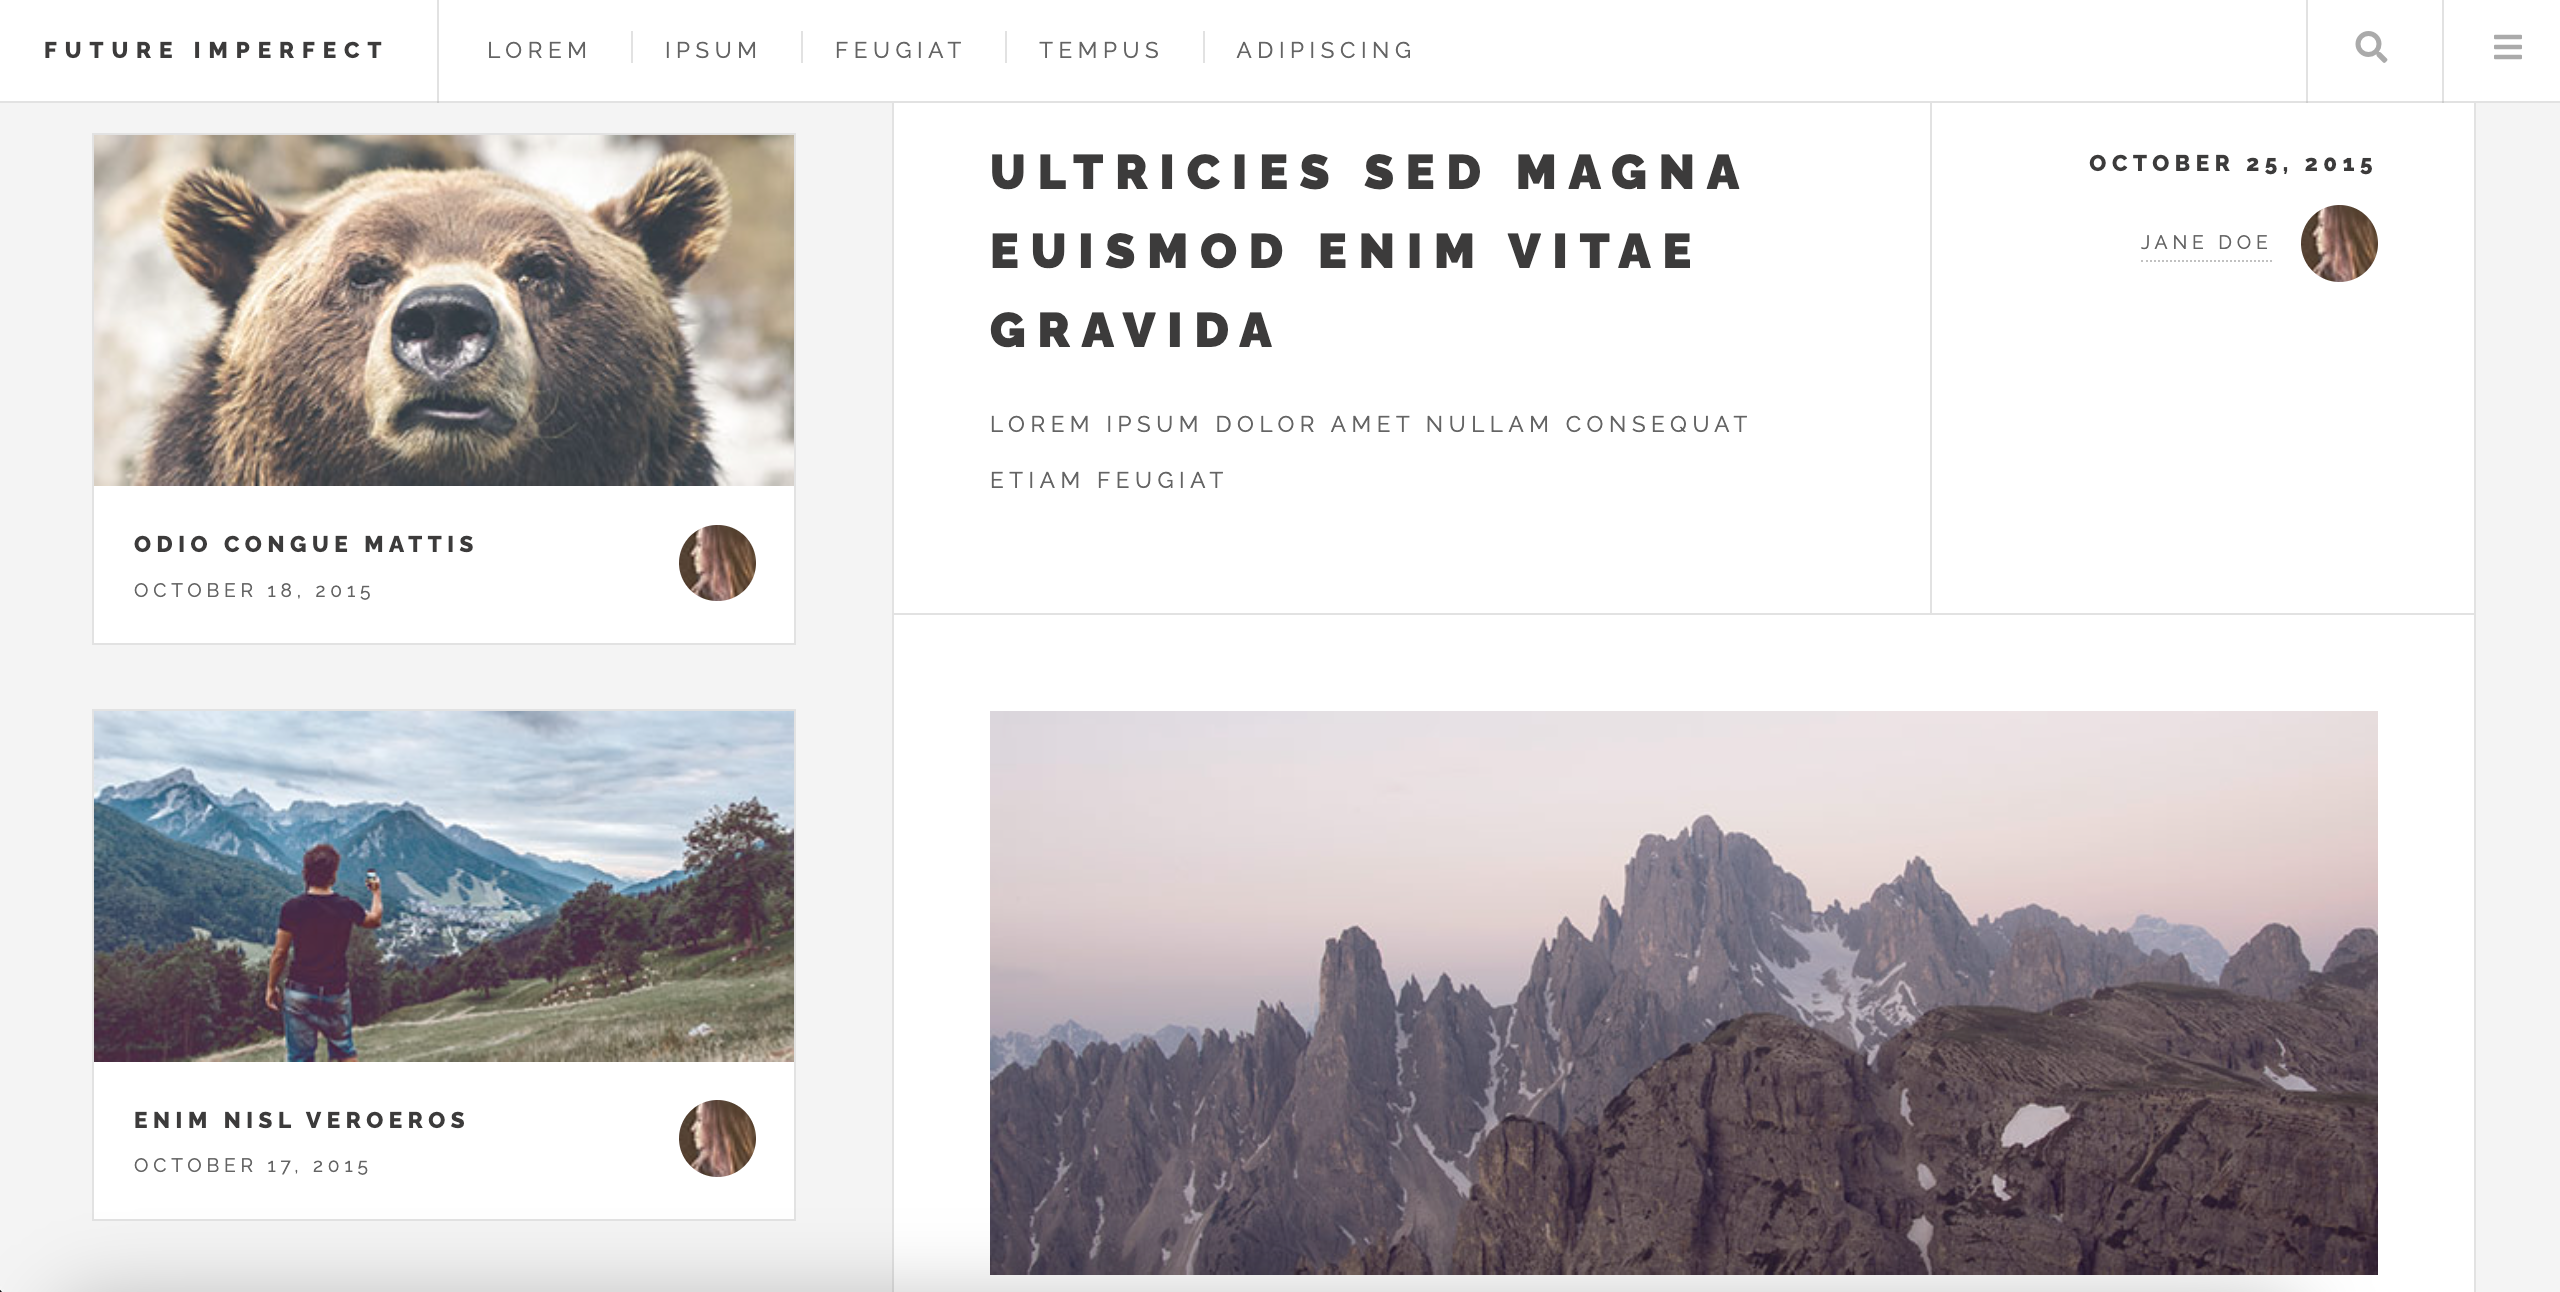 FUTURE IMPERFECT
LOREM
IPSUM
FEUGIAT
TEMPUS
ADIPISCING
ODIO CONGUE MATTIS
OCTOBER 18, 2015
ENIM NISL VEROEROS
OCTOBER 17, 2015
ULTRICIES SED MAGNA
EUISMOD ENIM VITAE
GRAVIDA
LOREM IPSUM DOLOR AMET NULLAM CONSEQUAT
ETIAM FEUGIAT
OCTOBER 25, 2015
JANE DOE